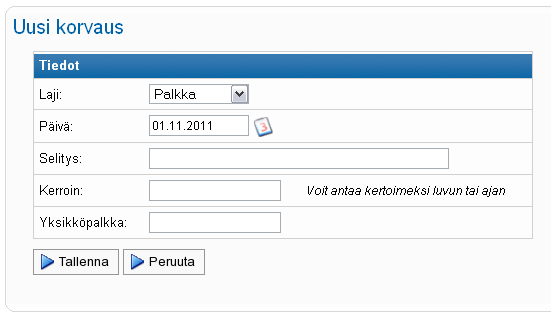 Uusi korvaus
Tiedot
Laji: Palkka
Päivä: 01.11.2011 3
Selitys:
Kerroin: Voit antaa kertoimeksi luvun tai ajan
Yksikköpalkka:
Tallenna Peruuta